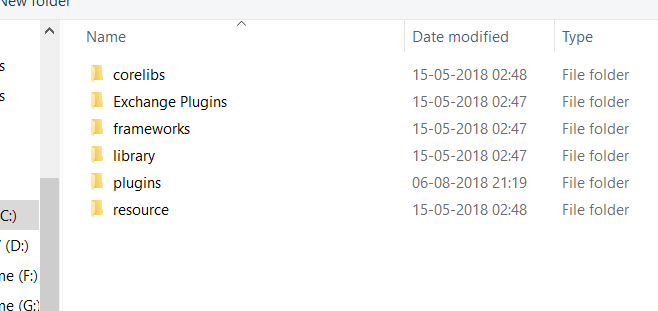 New folder
Name Date modified Type
corelibs 15-05-2018 02:48 File folder
Exchange Plugins 15-05-2018 02:47 File folder
frameworks 15-05-2018 02:47 File folder
library 15-05-2018 02:47 File folder
plugins 06-08-2018 21:19 File folder
resource 15-05-2018 02:48 File folder
s
s
C:)
(D:)
me (F:)
me (G:)